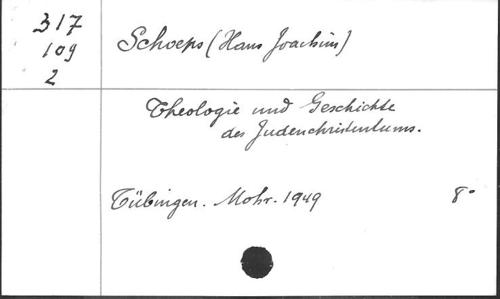 317
109
2
Schoeps (Hans Joachim)
Theologie und Geschichte
des Judenchristentums.
Tübingen. Mohr. 1949 8°